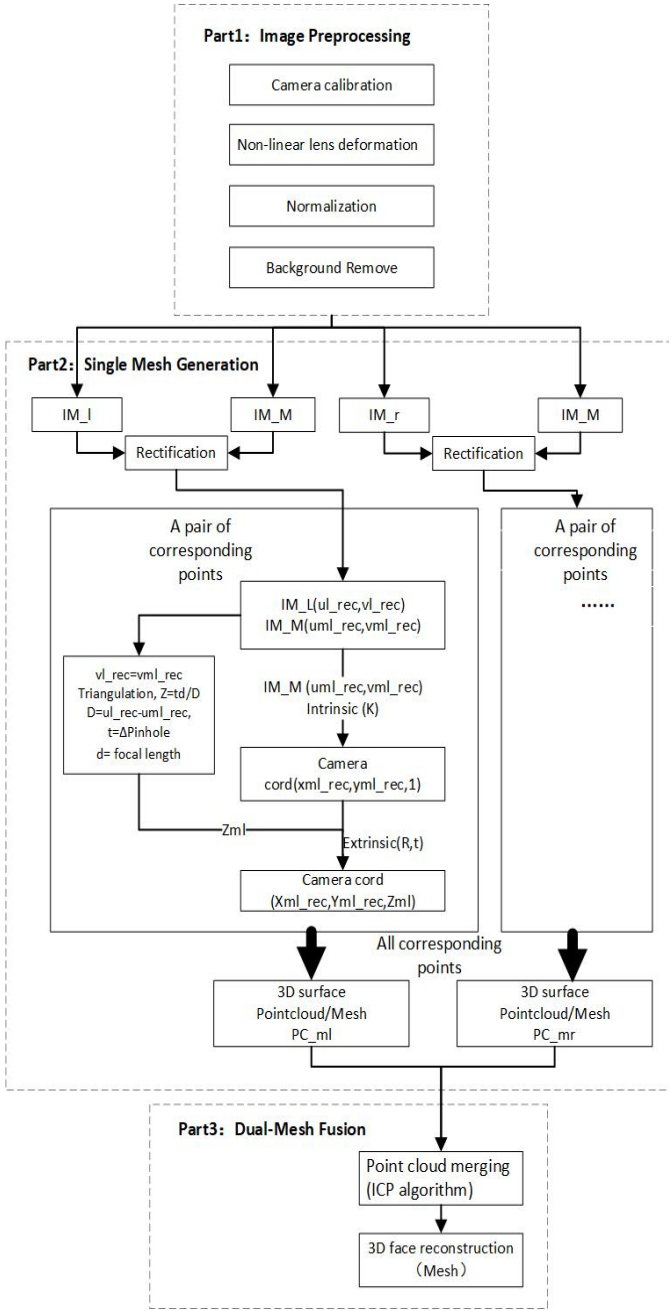 Part1：Image Preprocessing
Camera calibration
Non-linear lens deformation
Normalization
Background Remove
Part2：Single Mesh Generation
IM_l
IM_M
IM_r
IM_M
Rectification
Rectification
A pair of
corresponding
points
IM_L(ul_rec,vl_rec)
IM_M(uml_rec,vml_rec)
vl_rec=vml_rec
Triangulation, Z=td/D
D=ul_rec-uml_rec,
t=ΔPinhole
d= focal length
IM_M (uml_rec,vml_rec)
Intrinsic (K)
Camera
cord(xml_rec,yml_rec,1)
Zml
Extrinsic(R,t)
Camera cord
(Xml_rec,Yml_rec,Zml)
A pair of
corresponding
points
......
All corresponding
points
3D surface
Pointcloud/Mesh
PC_ml
3D surface
Pointcloud/Mesh
PC_mr
Part3：Dual-Mesh Fusion
Point cloud merging
(ICP algorithm)
3D face reconstruction
（Mesh）